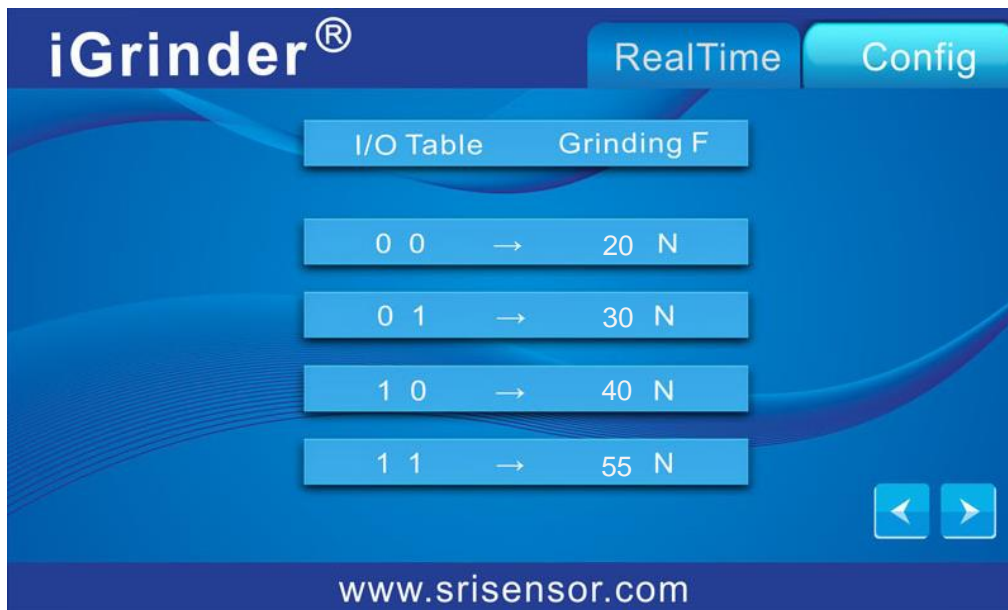 iGrinder®
RealTime Config
I/O Table Grinding F
0 0 → 20 N
0 1 → 30 N
1 0 → 40 N
1 1 → 55 N
www.srisensor.com